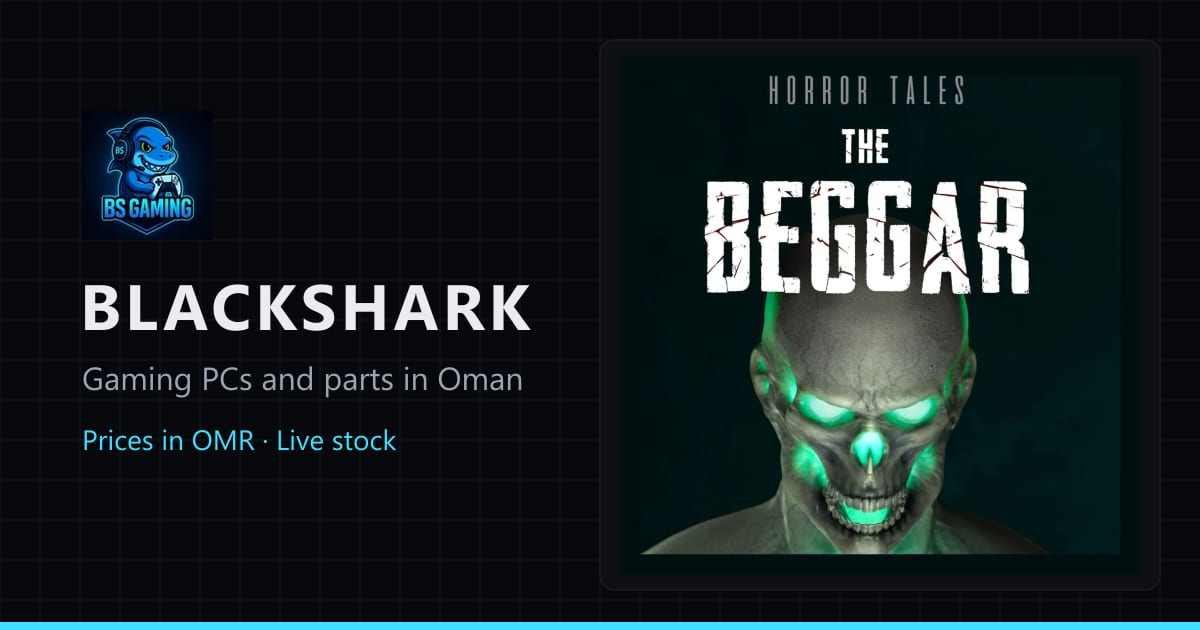 BS
BS GAMING
BLACKSHARK
Gaming PCs and parts in Oman
Prices in OMR · Live stock
HORROR TALES
THE
BEGGAR